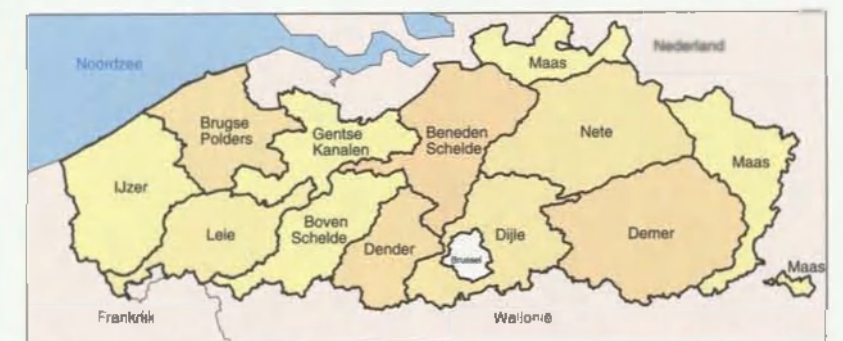 Noordzee
Nederland
Maas
Brugse
Polders
Gentse
Kanalen
Beneden
Schelde
Nete
Maas
IJzer
Leie
Boven
Schelde
Dender
Brussel
Dijle
Demer
Maas
Frankrijk
Wallonië